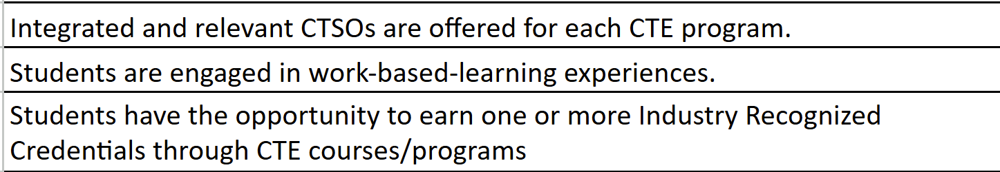 Integrated and relevant CTSOs are offered for each CTE program.
Students are engaged in work-based-learning experiences.
Students have the opportunity to earn one or more Industry Recognized
Credentials through CTE courses/programs